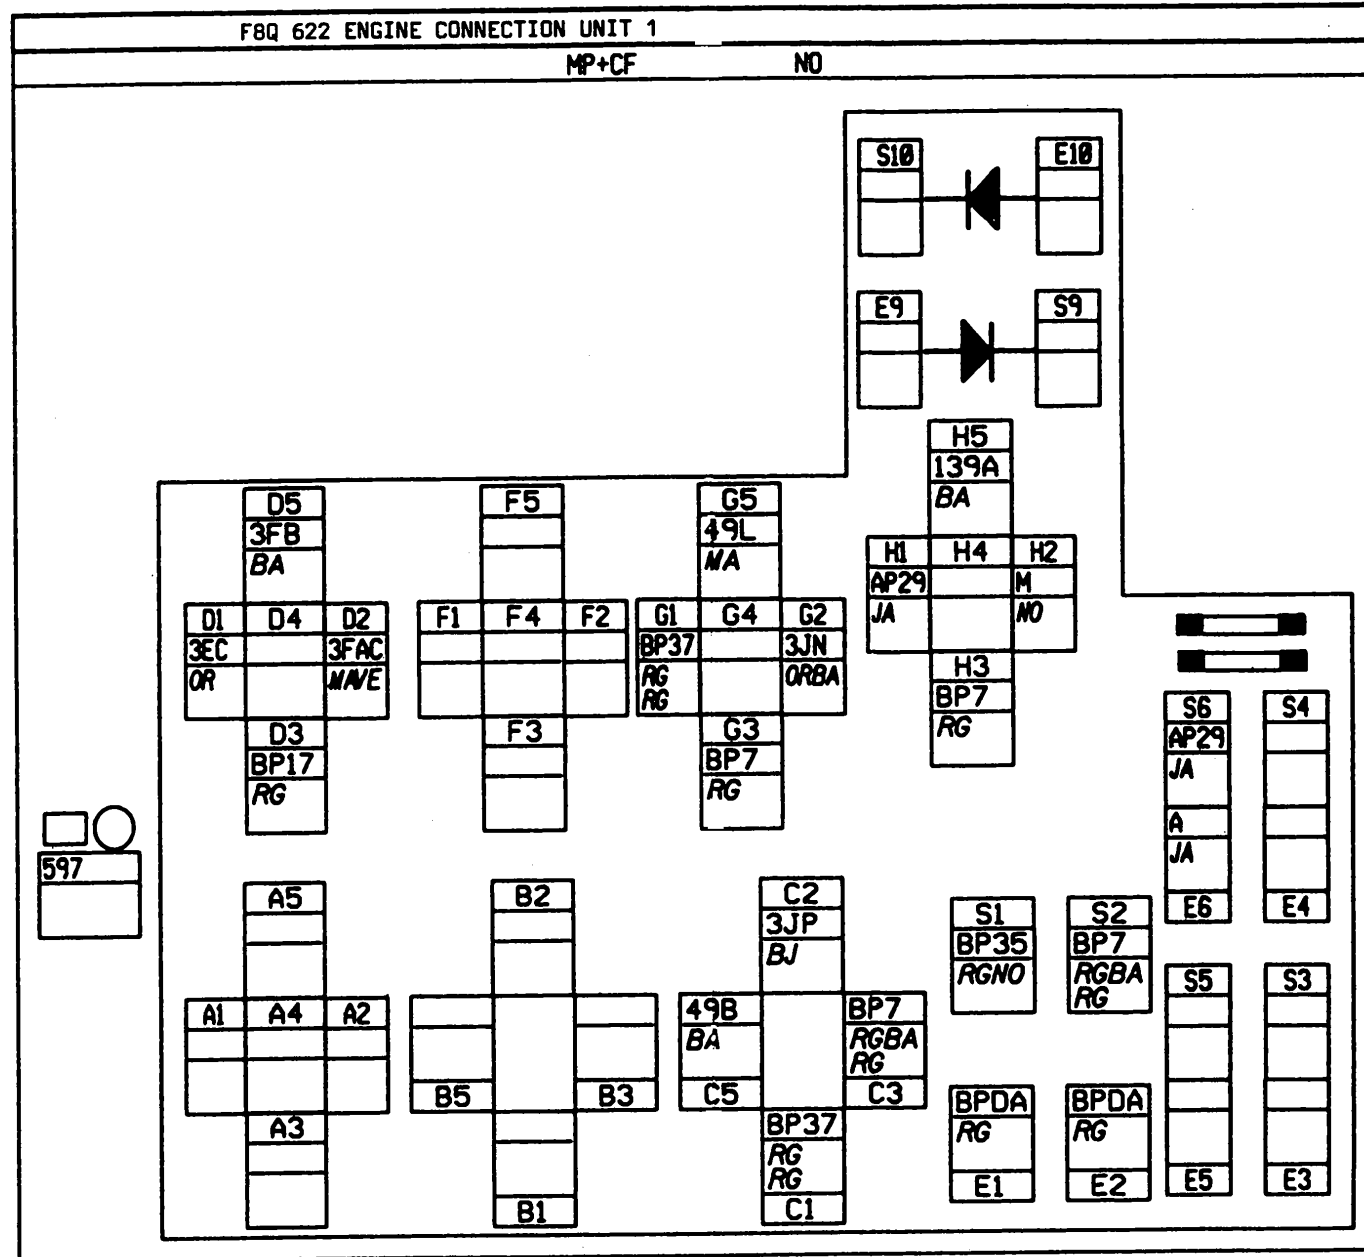 F8Q 622 ENGINE CONNECTION UNIT 1
MP+CF NO
S10 E10
E9 S9
H5
139A
BA
H1 H4 H2
AP29 M
JA NO
H3
BP7
RG
D5
3FB
BA
D1 D4 D2
3EC 3FAC
OR MAVE
D3
BP17
RG
F5
F1 F4 F2
F3
G5
49L
MA
G1 G4 G2
BP37 3JN
RG ORBA
RG
G3
BP7
RG
S6 S4
AP29
JA
A
JA
E6 E4
597
A5
A1 A4 A2
A3
B2
B5 B3
B1
C2
3JP
BJ
49B BP7
BA RGBA
RG
C5 C3
BP37
RG
RG
C1
S1 S2
BP35 BP7
RGNO RGBA
RG
BPDA BPDA
RG RG
E1 E2
S5 S3
E5 E3